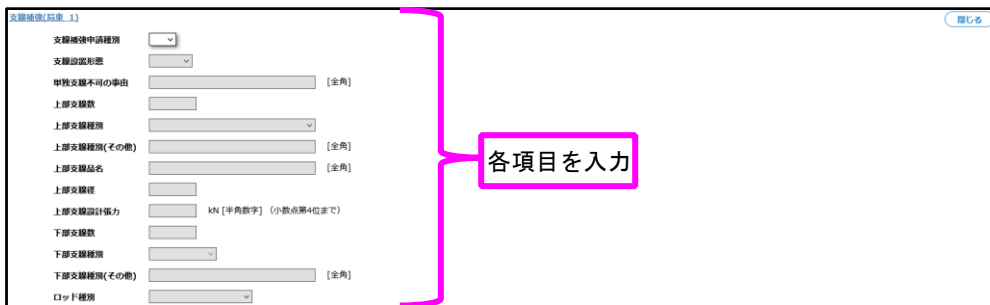 支線補強(局東 1)
閉じる
支線補強申請種別
支線設置形態
単独支線不可の事由 [全角]
上部支線数
上部支線種別
上部支線種別(その他) [全角]
上部支線品名 [全角]
上部支線径
上部支線設計張力 kN [半角数字] (小数点第4位まで)
下部支線数
下部支線種別
下部支線種別(その他) [全角]
ロッド種別
各項目を入力